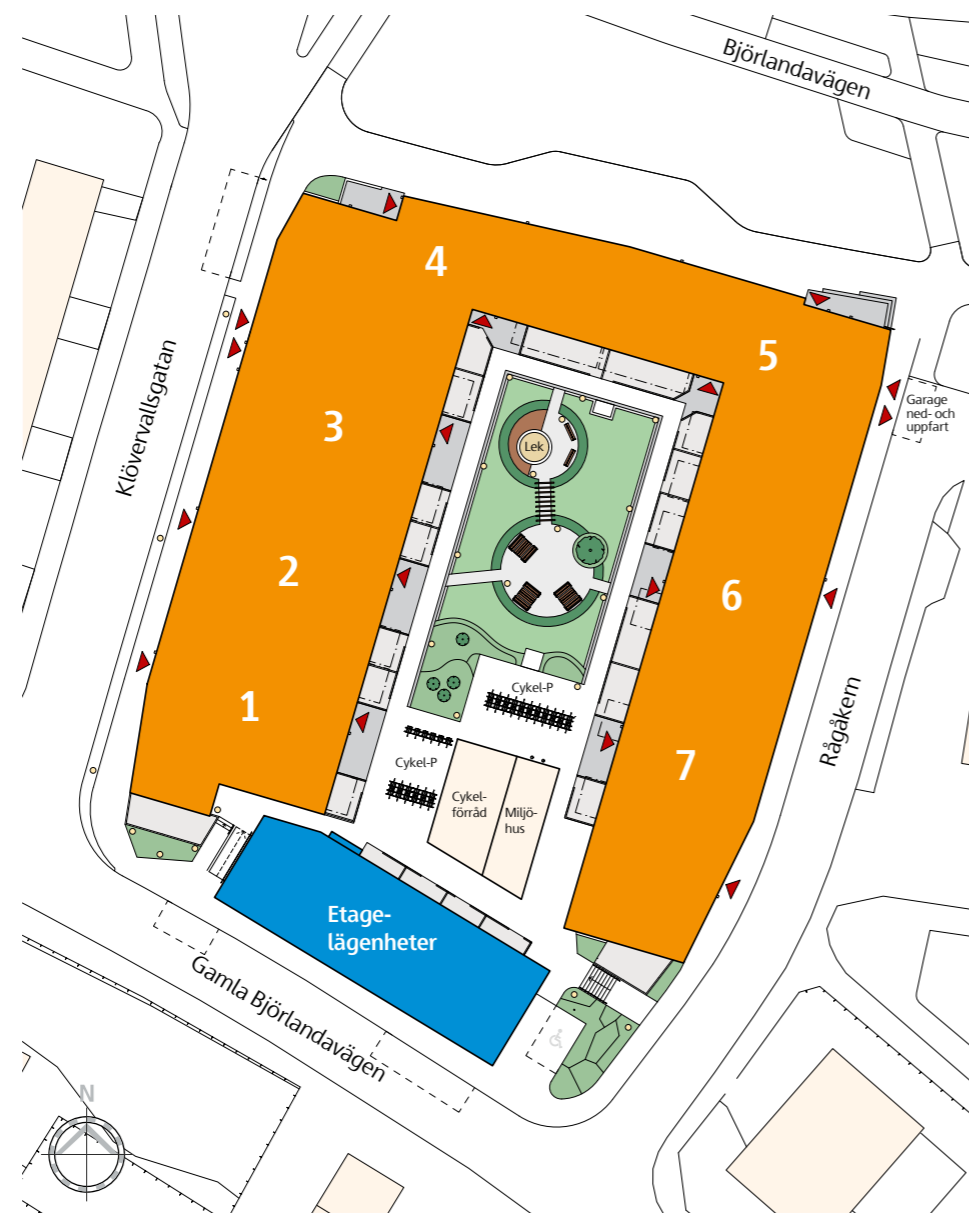 Björlandavägen
4
5
Garage
ned- och
uppfart
Klövervallsgatan
3
Lek
2
6
Cykel-P
1
Rågåkern
7
Cykel-P
Cykel-
förråd
Miljö-
hus
Etage-
lägenheter
Gamla Björlandavägen
N